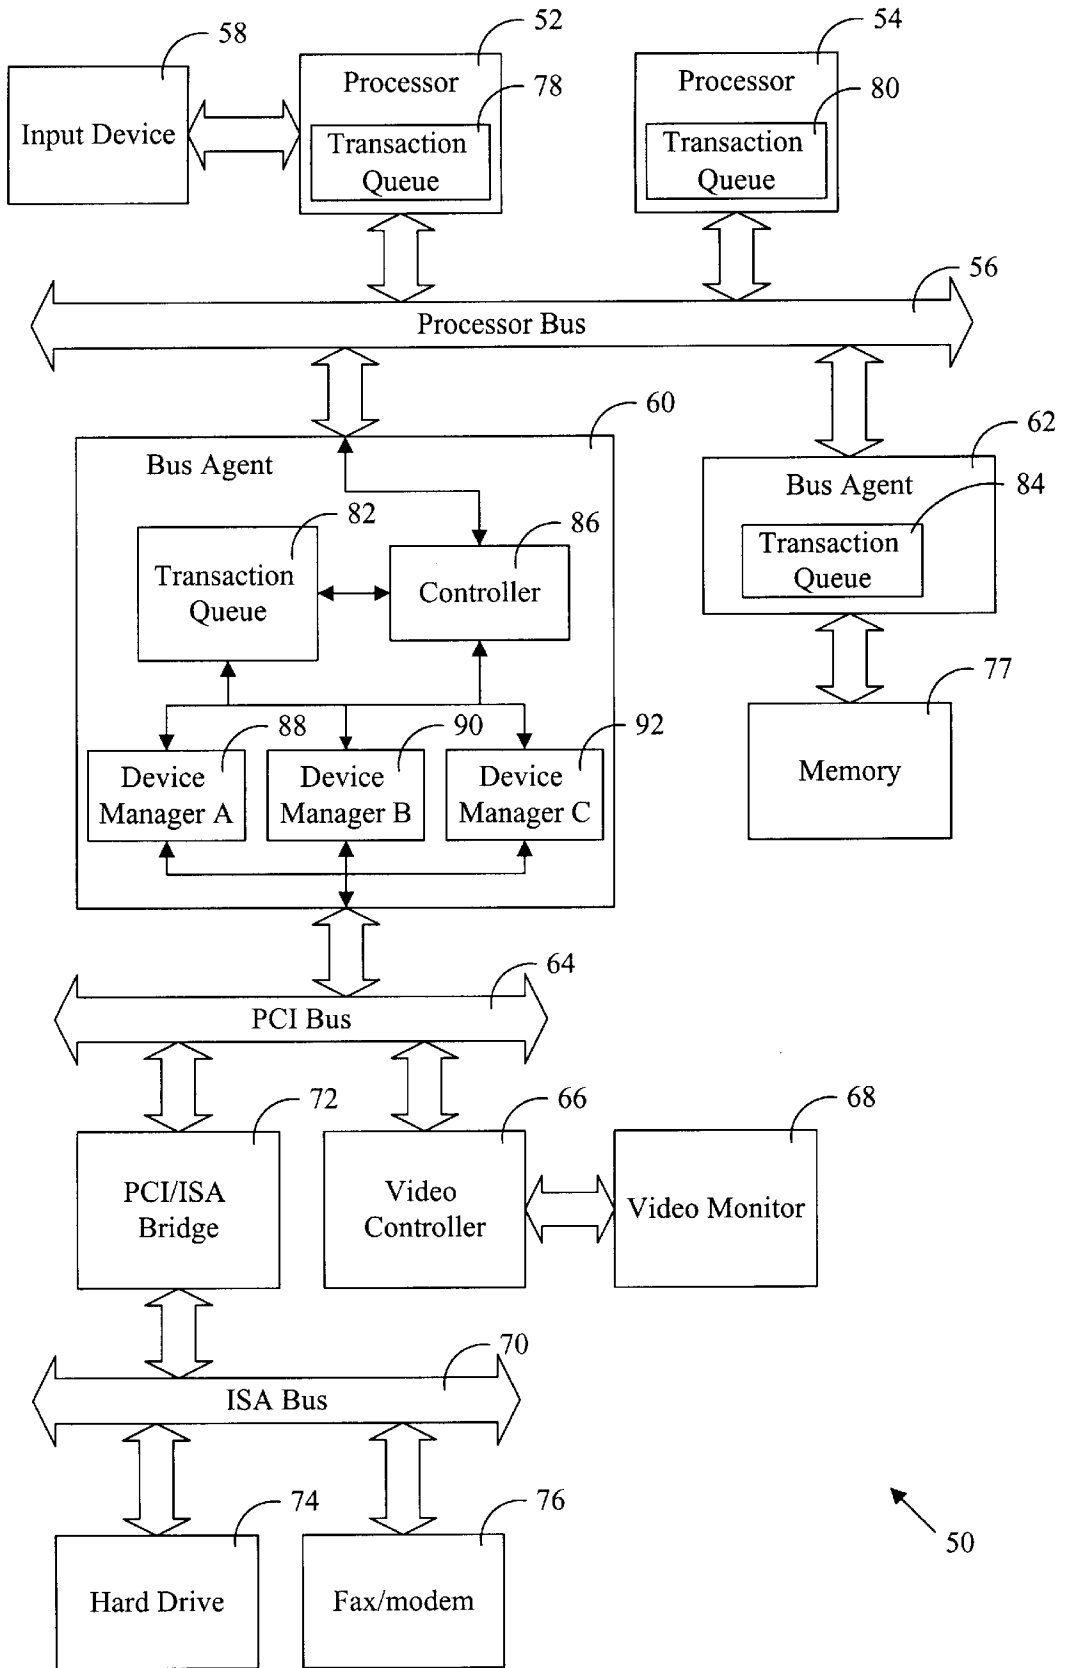 58
52
54
Input Device
Processor
78
Transaction
Queue
Processor
80
Transaction
Queue
56
Processor Bus
60
Bus Agent
82
Transaction
Queue
86
Controller
62
Bus Agent
84
Transaction
Queue
88
90
92
Device
Manager A
Device
Manager B
Device
Manager C
77
Memory
64
PCI Bus
72
66
68
PCI/ISA
Bridge
Video
Controller
Video Monitor
70
ISA Bus
74
76
Hard Drive
Fax/modem
50